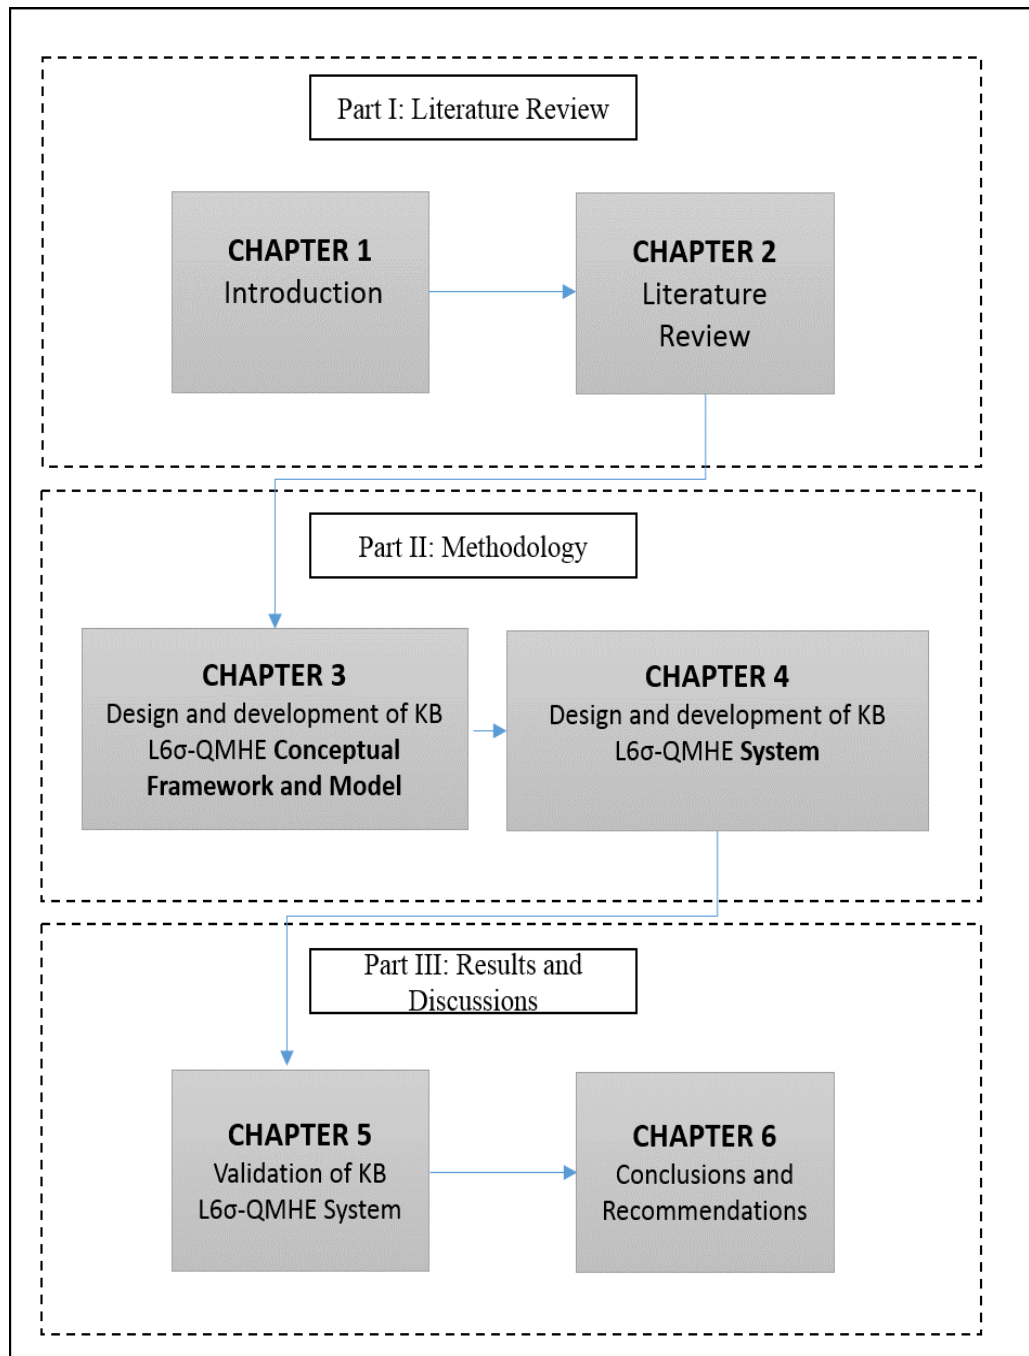 Part I: Literature Review
CHAPTER 1
Introduction
CHAPTER 2
Literature
Review
Part II: Methodology
CHAPTER 3
Design and development of KB
L6σ-QMHE Conceptual
Framework and Model
CHAPTER 4
Design and development of KB
L6σ-QMHE System
Part III: Results and
Discussions
CHAPTER 5
Validation of KB
L6σ-QMHE System
CHAPTER 6
Conclusions and
Recommendations